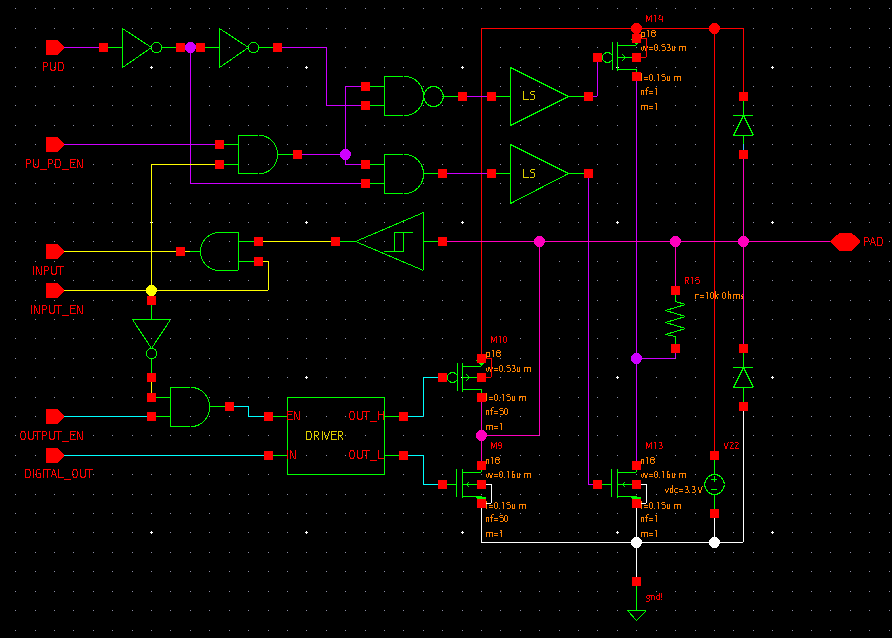 M14
p18
w=0.53u m
l=0.15u m
nf=1
m=1
PUD
LS
PU_PD_EN
LS
INPUT
PAD
INPUT_EN
R15
r=10k Ohms
M10
p18
w=0.53u m
l=0.15u m
nf=50
m=1
OUTPUT_EN
EN
OUT_H
DRIVER
IN
OUT_L
DIGITAL_OUT
M9
n18
w=0.16u m
l=0.15u m
nf=50
m=1
M13
n18
w=0.16u m
l=0.15u m
nf=1
m=1
V22
vdc=3.3V
gnd!